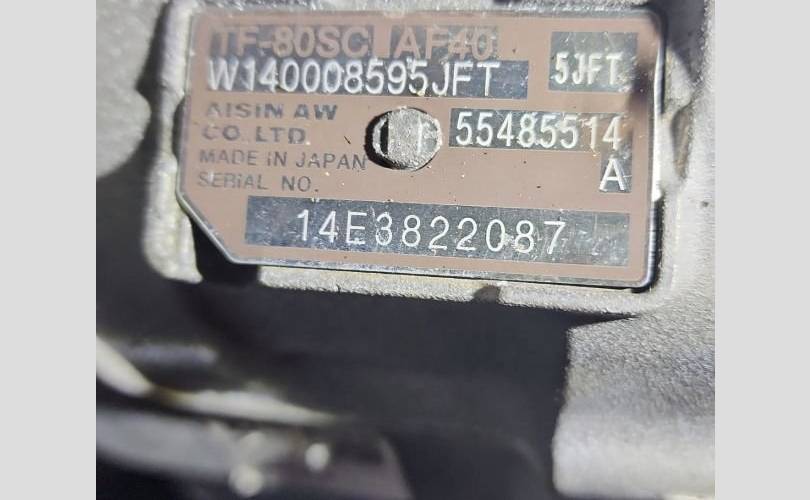 TF-80SC AF40
W140008595JFT 5JFT
AISIN AW
CO.,LTD. 55485514
MADE IN JAPAN A
SERIAL NO.
14E3822087